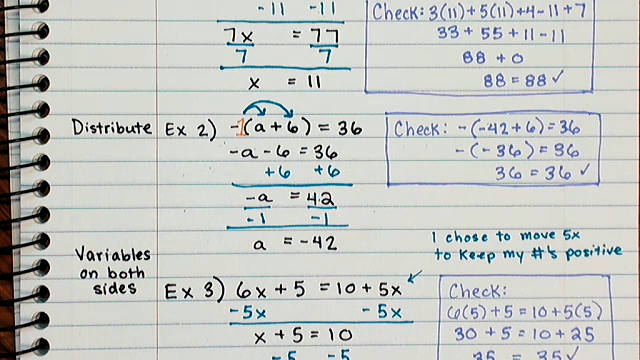 -11 -11
7x = 77
7 7
x = 11
Check: 3(11)+5(11)+4-11+7
33 + 55 + 11-11
88 + 0
88 = 88 ✓
Distribute
Ex 2) -1(a + 6) = 36
-a - 6 = 36
+6 +6
-a = 42
-1 -1
a = -42
Check: -(-42+6) = 36
-(-36) = 36
36 = 36 ✓
Variables
on both
sides
I chose to move 5x
to keep my #'s positive
Ex 3) 6x + 5 = 10 + 5x
-5x - 5x
x + 5 = 10
-5 -5
Check:
6(5) + 5 = 10 + 5(5)
30 + 5 = 10 + 25
35 = 35 ✓